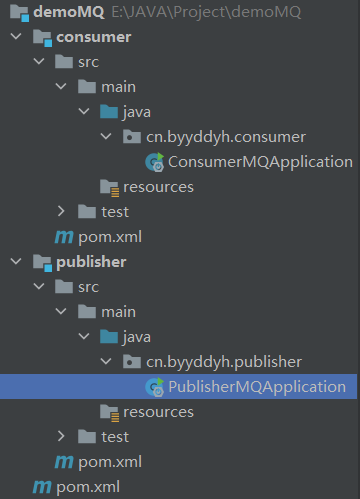 demoMQ E:\JAVA\Project\demoMQ
consumer
src
main
java
cn.byyddyh.consumer
ConsumerMQApplication
resources
test
pom.xml
publisher
src
main
java
cn.byyddyh.publisher
PublisherMQApplication
resources
test
pom.xml
pom.xml